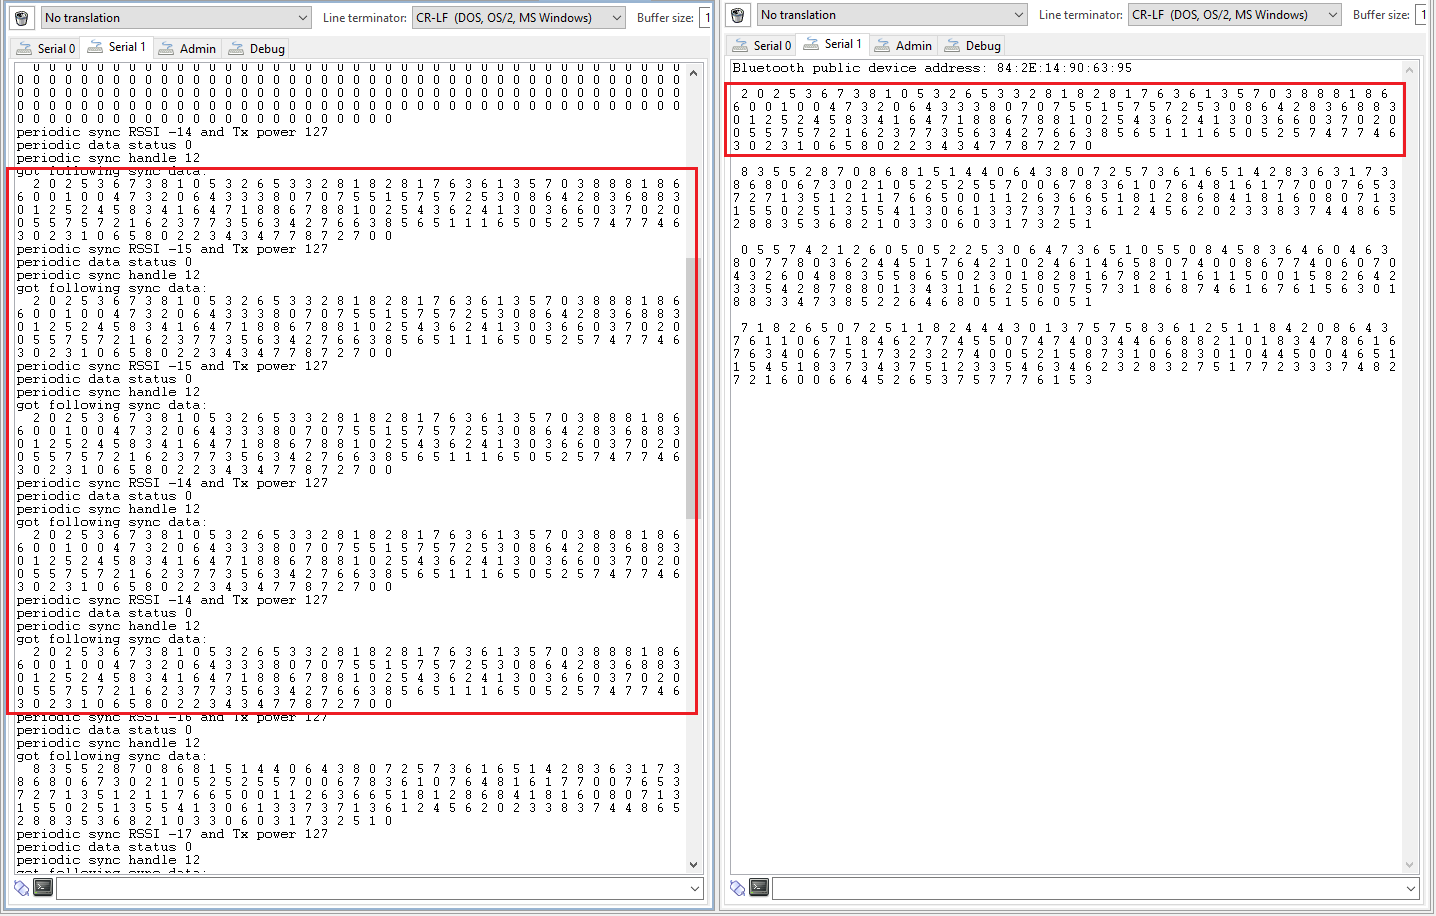 No translation
Line terminator:
CR-LF (DOS, OS/2, MS Windows)
Buffer size:
1
Serial 0
Serial 1
Admin
Debug
0 0 0 0 0 0 0 0 0 0 0 0 0 0 0 0 0 0 0 0 0 0 0 0 0 0 0 0 0 0 0 0 0 0 0 0 0 0 0 0 0 0
0 0 0 0 0 0 0 0 0 0 0 0 0 0 0 0 0 0 0 0 0 0 0 0 0 0 0 0 0 0 0 0 0 0 0 0 0 0 0 0 0 0
0 0 0 0 0 0 0 0 0 0 0 0 0 0 0 0 0 0 0 0 0 0 0 0 0 0 0 0 0 0 0 0 0 0 0 0 0 0 0 0 0 0
0 0 0 0 0 0 0 0 0 0 0 0 0 0 0 0 0 0 0 0 0 0 0 0
periodic sync RSSI -14 and Tx power 127
periodic data status 0
periodic sync handle 12
got following sync data:
2 0 2 5 3 6 7 3 8 1 0 5 3 2 6 5 3 3 2 8 1 8 2 8 1 7 6 3 6 1 3 5 7 0 3 8 8 8 1 8 6
6 0 0 1 0 0 4 7 3 2 0 6 4 3 3 3 8 0 7 0 7 5 5 1 5 7 5 7 2 5 3 0 8 6 4 2 8 3 6 8 8 3
0 1 2 5 2 4 5 8 3 4 1 6 4 7 1 8 8 6 7 8 8 1 0 2 5 4 3 6 2 4 1 3 0 3 6 6 0 3 7 0 2 0
0 5 5 7 5 7 2 1 6 2 3 7 7 3 5 6 3 4 2 7 6 6 3 8 5 6 5 1 1 1 6 5 0 5 2 5 7 4 7 7 4 6
3 0 2 3 1 0 6 5 8 0 2 2 3 4 3 4 7 7 8 7 2 7 0 0
periodic sync RSSI -15 and Tx power 127
periodic data status 0
periodic sync handle 12
got following sync data:
2 0 2 5 3 6 7 3 8 1 0 5 3 2 6 5 3 3 2 8 1 8 2 8 1 7 6 3 6 1 3 5 7 0 3 8 8 8 1 8 6
6 0 0 1 0 0 4 7 3 2 0 6 4 3 3 3 8 0 7 0 7 5 5 1 5 7 5 7 2 5 3 0 8 6 4 2 8 3 6 8 8 3
0 1 2 5 2 4 5 8 3 4 1 6 4 7 1 8 8 6 7 8 8 1 0 2 5 4 3 6 2 4 1 3 0 3 6 6 0 3 7 0 2 0
0 5 5 7 5 7 2 1 6 2 3 7 7 3 5 6 3 4 2 7 6 6 3 8 5 6 5 1 1 1 6 5 0 5 2 5 7 4 7 7 4 6
3 0 2 3 1 0 6 5 8 0 2 2 3 4 3 4 7 7 8 7 2 7 0 0
periodic sync RSSI -15 and Tx power 127
periodic data status 0
periodic sync handle 12
got following sync data:
2 0 2 5 3 6 7 3 8 1 0 5 3 2 6 5 3 3 2 8 1 8 2 8 1 7 6 3 6 1 3 5 7 0 3 8 8 8 1 8 6
6 0 0 1 0 0 4 7 3 2 0 6 4 3 3 3 8 0 7 0 7 5 5 1 5 7 5 7 2 5 3 0 8 6 4 2 8 3 6 8 8 3
0 1 2 5 2 4 5 8 3 4 1 6 4 7 1 8 8 6 7 8 8 1 0 2 5 4 3 6 2 4 1 3 0 3 6 6 0 3 7 0 2 0
0 5 5 7 5 7 2 1 6 2 3 7 7 3 5 6 3 4 2 7 6 6 3 8 5 6 5 1 1 1 6 5 0 5 2 5 7 4 7 7 4 6
3 0 2 3 1 0 6 5 8 0 2 2 3 4 3 4 7 7 8 7 2 7 0 0
periodic sync RSSI -14 and Tx power 127
periodic data status 0
periodic sync handle 12
got following sync data:
2 0 2 5 3 6 7 3 8 1 0 5 3 2 6 5 3 3 2 8 1 8 2 8 1 7 6 3 6 1 3 5 7 0 3 8 8 8 1 8 6
6 0 0 1 0 0 4 7 3 2 0 6 4 3 3 3 8 0 7 0 7 5 5 1 5 7 5 7 2 5 3 0 8 6 4 2 8 3 6 8 8 3
0 1 2 5 2 4 5 8 3 4 1 6 4 7 1 8 8 6 7 8 8 1 0 2 5 4 3 6 2 4 1 3 0 3 6 6 0 3 7 0 2 0
0 5 5 7 5 7 2 1 6 2 3 7 7 3 5 6 3 4 2 7 6 6 3 8 5 6 5 1 1 1 6 5 0 5 2 5 7 4 7 7 4 6
3 0 2 3 1 0 6 5 8 0 2 2 3 4 3 4 7 7 8 7 2 7 0 0
periodic sync RSSI -14 and Tx power 127
periodic data status 0
periodic sync handle 12
got following sync data:
2 0 2 5 3 6 7 3 8 1 0 5 3 2 6 5 3 3 2 8 1 8 2 8 1 7 6 3 6 1 3 5 7 0 3 8 8 8 1 8 6
6 0 0 1 0 0 4 7 3 2 0 6 4 3 3 3 8 0 7 0 7 5 5 1 5 7 5 7 2 5 3 0 8 6 4 2 8 3 6 8 8 3
0 1 2 5 2 4 5 8 3 4 1 6 4 7 1 8 8 6 7 8 8 1 0 2 5 4 3 6 2 4 1 3 0 3 6 6 0 3 7 0 2 0
0 5 5 7 5 7 2 1 6 2 3 7 7 3 5 6 3 4 2 7 6 6 3 8 5 6 5 1 1 1 6 5 0 5 2 5 7 4 7 7 4 6
3 0 2 3 1 0 6 5 8 0 2 2 3 4 3 4 7 7 8 7 2 7 0 0
periodic sync RSSI -16 and Tx power 127
periodic data status 0
periodic sync handle 12
got following sync data:
8 3 5 5 2 8 7 0 8 6 8 1 5 1 4 4 0 6 4 3 8 0 7 2 5 7 3 6 1 6 5 1 4 2 8 3 6 3 1 7 3
8 6 8 0 6 7 3 0 2 1 0 5 2 5 2 5 5 7 0 0 6 7 8 3 6 1 0 7 6 4 8 1 6 1 7 7 0 0 7 6 5 3
7 2 7 1 3 5 1 2 1 1 7 6 6 5 0 0 1 1 2 6 3 6 6 5 1 8 1 2 8 6 8 4 1 8 1 6 0 8 0 7 1 3
1 5 5 0 2 5 1 3 5 5 4 1 3 0 6 1 3 3 7 3 7 1 3 6 1 2 4 5 6 2 0 2 3 3 8 3 7 4 4 8 6 5
2 8 8 3 5 3 6 8 2 1 0 3 3 0 6 0 3 1 7 3 2 5 1 0
periodic sync RSSI -17 and Tx power 127
periodic data status 0
periodic sync handle 12
got following sync data:
No translation
Line terminator:
CR-LF (DOS, OS/2, MS Windows)
Buffer size:
1
Serial 0
Serial 1
Admin
Debug
Bluetooth public device address: 84:2E:14:90:63:95
2 0 2 5 3 6 7 3 8 1 0 5 3 2 6 5 3 3 2 8 1 8 2 8 1 7 6 3 6 1 3 5 7 0 3 8 8 8 1 8 6
6 0 0 1 0 0 4 7 3 2 0 6 4 3 3 3 8 0 7 0 7 5 5 1 5 7 5 7 2 5 3 0 8 6 4 2 8 3 6 8 8 3
0 1 2 5 2 4 5 8 3 4 1 6 4 7 1 8 8 6 7 8 8 1 0 2 5 4 3 6 2 4 1 3 0 3 6 6 0 3 7 0 2 0
0 5 5 7 5 7 2 1 6 2 3 7 7 3 5 6 3 4 2 7 6 6 3 8 5 6 5 1 1 1 6 5 0 5 2 5 7 4 7 7 4 6
3 0 2 3 1 0 6 5 8 0 2 2 3 4 3 4 7 7 8 7 2 7 0
8 3 5 5 2 8 7 0 8 6 8 1 5 1 4 4 0 6 4 3 8 0 7 2 5 7 3 6 1 6 5 1 4 2 8 3 6 3 1 7 3
8 6 8 0 6 7 3 0 2 1 0 5 2 5 2 5 5 7 0 0 6 7 8 3 6 1 0 7 6 4 8 1 6 1 7 7 0 0 7 6 5 3
7 2 7 1 3 5 1 2 1 1 7 6 6 5 0 0 1 1 2 6 3 6 6 5 1 8 1 2 8 6 8 4 1 8 1 6 0 8 0 7 1 3
1 5 5 0 2 5 1 3 5 5 4 1 3 0 6 1 3 3 7 3 7 1 3 6 1 2 4 5 6 2 0 2 3 3 8 3 7 4 4 8 6 5
2 8 8 3 5 3 6 8 2 1 0 3 3 0 6 0 3 1 7 3 2 5 1
0 5 5 7 4 2 1 2 6 0 5 0 5 2 2 5 3 0 6 4 7 3 6 5 1 0 5 5 0 8 4 5 8 3 6 4 6 0 4 6 3
8 0 7 7 8 0 3 6 2 4 4 5 1 7 6 4 2 1 0 2 2 4 6 1 4 6 5 8 0 7 4 0 0 8 6 7 7 4 0 6 0 7 0
4 3 2 6 0 4 8 8 3 5 5 8 6 5 0 2 3 0 1 8 2 8 1 6 7 8 2 1 1 6 1 1 5 0 0 1 5 8 2 6 4 2
3 3 5 4 2 8 7 8 8 0 1 3 4 3 1 1 6 2 5 0 5 7 5 7 3 1 8 6 8 7 4 6 1 6 7 6 1 5 6 3 0 1
8 8 3 3 4 7 3 8 5 2 2 6 4 6 8 0 5 1 5 6 0 5 1
7 1 8 2 6 5 0 7 2 5 1 1 8 2 4 4 4 3 0 1 3 7 5 7 5 8 3 6 1 2 5 1 1 8 4 2 0 8 6 4 3
7 6 1 1 0 6 7 1 8 4 6 3 2 4 5 5 0 7 4 7 4 0 3 4 4 6 6 8 8 2 0 7 3 1 3 4 7 8 6 1 6
7 6 3 4 0 6 7 5 1 7 3 2 3 2 7 4 0 0 5 2 1 5 8 7 3 1 0 6 8 3 0 1 0 4 4 5 0 0 4 6 5 1
1 5 4 5 1 8 3 7 3 4 3 7 5 1 2 3 3 5 4 6 3 4 6 2 3 2 8 3 2 7 5 1 7 7 2 3 3 3 7 4 8 2
7 2 1 6 0 0 6 6 4 5 2 6 5 3 7 5 7 7 7 6 1 5 3